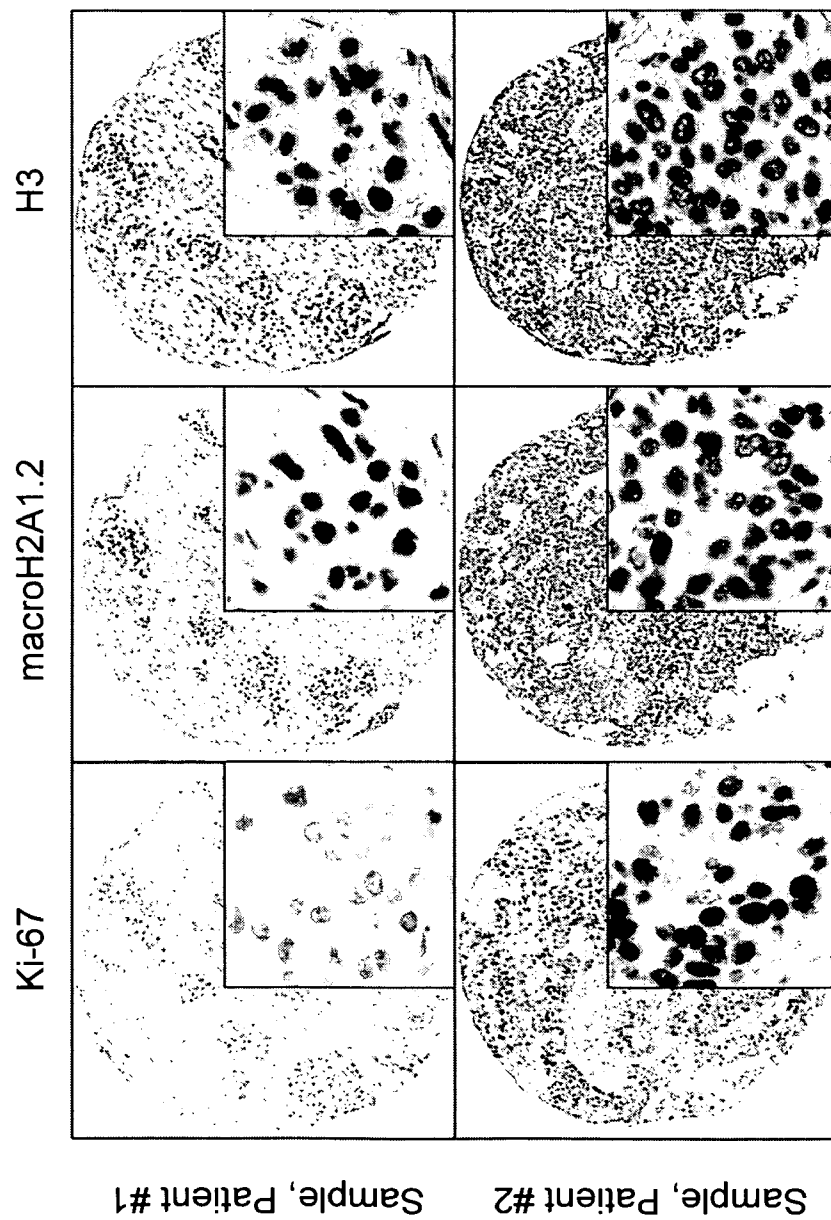 Ki-67
macroH2A1.2
H3
Sample, Patient #1
Sample, Patient #2